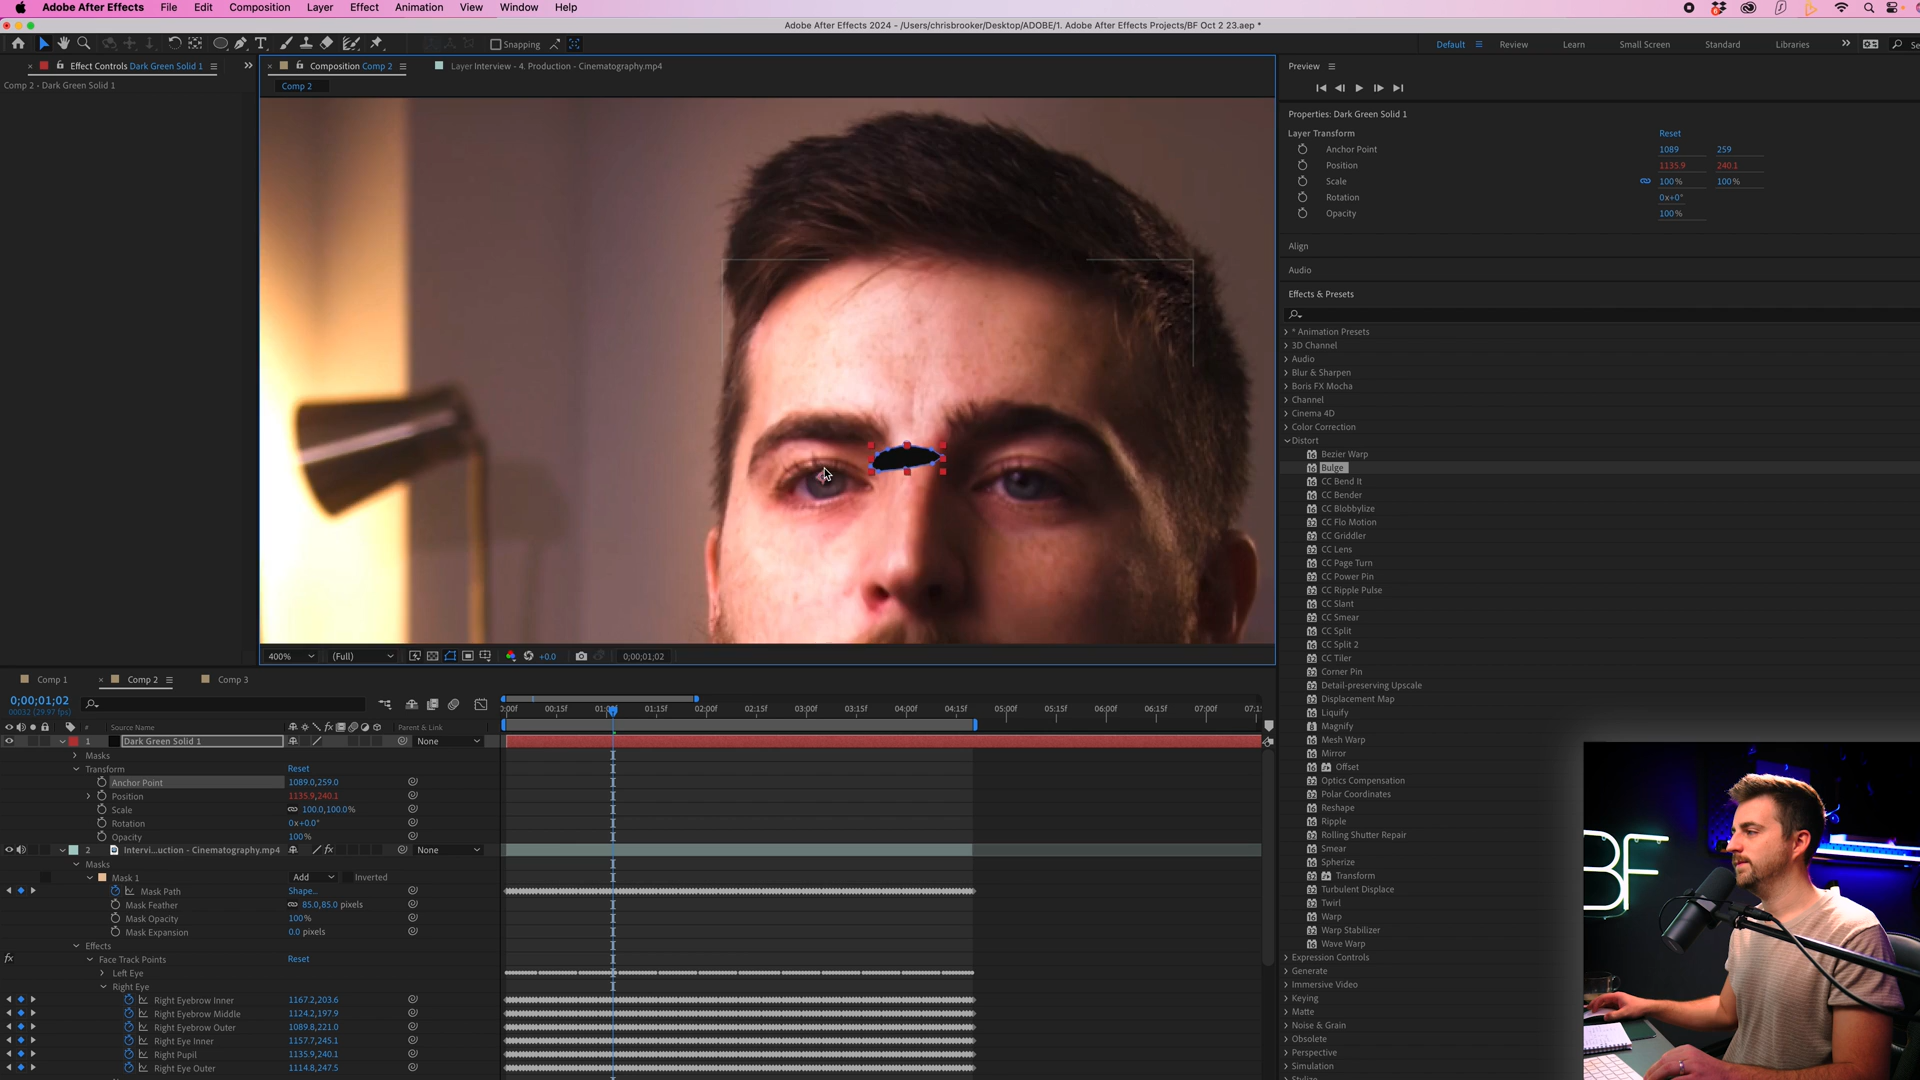 Adobe After Effects File Edit Composition Layer Effect Animation View Window Help
Adobe After Effects 2024 - /Users/chrisbrooker/Desktop/ADOBE/1. Adobe After Effects Projects/BF Oct 2 23.aep *
Snapping
Default Review Learn Small Screen Standard Libraries
Effect Controls Dark Green Solid 1
Comp 2 • Dark Green Solid 1
Composition Comp 2
Layer Interview - 4. Production - Cinematography.mp4
Comp 2
400% (Full) +0.0 0;00;01;02
Preview
Properties: Dark Green Solid 1
Layer Transform Reset
Anchor Point 1089 259
Position 1135.9 240.1
Scale 100 % 100 %
Rotation 0x+0°
Opacity 100 %
Align
Audio
Effects & Presets
* Animation Presets
3D Channel
Audio
Blur & Sharpen
Boris FX Mocha
Channel
Cinema 4D
Color Correction
Distort
Bezier Warp
Bulge
CC Bend It
CC Bender
CC Blobbylize
CC Flo Motion
CC Griddler
CC Lens
CC Page Turn
CC Power Pin
CC Ripple Pulse
CC Slant
CC Smear
CC Split
CC Split 2
CC Tiler
Corner Pin
Detail-preserving Upscale
Displacement Map
Liquify
Magnify
Mesh Warp
Mirror
Offset
Optics Compensation
Polar Coordinates
Reshape
Ripple
Rolling Shutter Repair
Smear
Spherize
Transform
Turbulent Displace
Twirl
Warp
Warp Stabilizer
Wave Warp
Expression Controls
Generate
Immersive Video
Keying
Matte
Noise & Grain
Obsolete
Perspective
Simulation
Comp 1 Comp 2 Comp 3
0;00;01;02
00032 (29.97 fps)
:00f 00:15f 01:15f 02:00f 02:15f 03:00f 03:15f 04:00f 04:15f 05:00f 05:15f 06:00f 06:15f 07:00f
# Source Name Parent & Link
1 Dark Green Solid 1 None
Masks
Transform Reset
Anchor Point 1089.0,259.0
Position 1135.9,240.1
Scale 100.0,100.0%
Rotation 0x+0.0°
Opacity 100%
2 Intervi...uction - Cinematography.mp4 None
Masks
Mask 1 Add Inverted
Mask Path Shape...
Mask Feather 85.0,85.0 pixels
Mask Opacity 100%
Mask Expansion 0.0 pixels
Effects
Face Track Points Reset
Left Eye
Right Eye
Right Eyebrow Inner 1167.2,203.6
Right Eyebrow Middle 1124.2,197.9
Right Eyebrow Outer 1089.8,221.0
Right Eye Inner 1157.7,245.1
Right Pupil 1135.9,240.1
Right Eye Outer 1114.8,247.5
BF